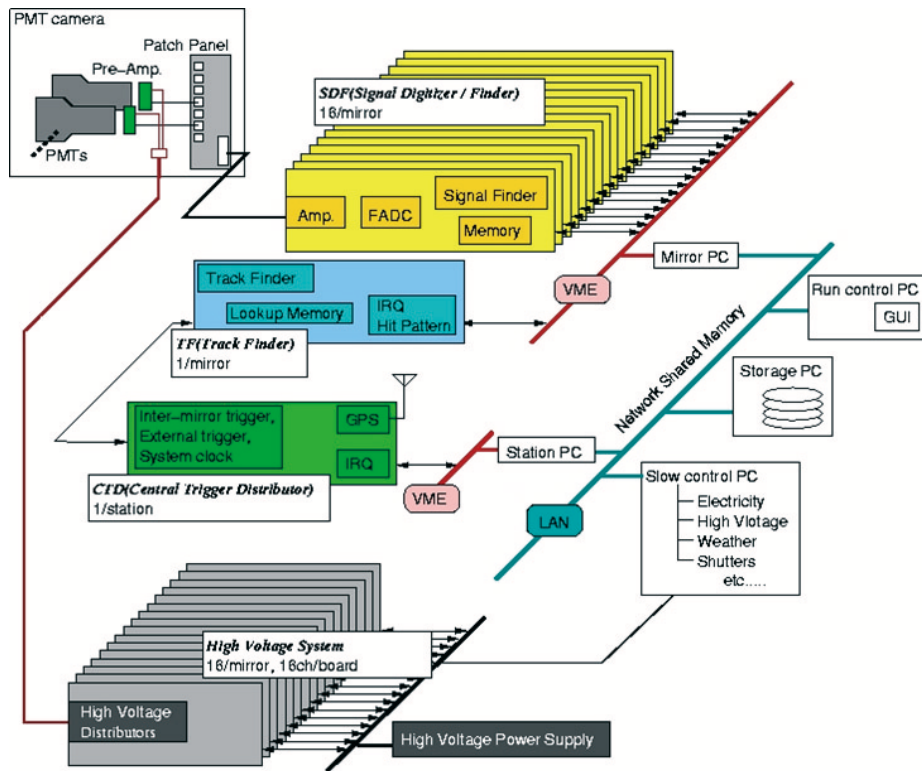 PMT camera
Patch Panel
Pre-Amp.
PMTs
SDF(Signal Digitizer / Finder)
16/mirror
Amp.
FADC
Signal Finder
Memory
Mirror PC
VME
Run control PC
GUI
Track Finder
Lookup Memory
IRQ
Hit Pattern
TF(Track Finder)
1/mirror
Network Shared Memory
Storage PC
Inter-mirror trigger,
External trigger,
System clock
GPS
IRQ
CTD(Central Trigger Distributor)
1/station
VME
Station PC
LAN
Slow control PC
Electricity
High Vlotage
Weather
Shutters
etc.....
High Voltage System
16/mirror, 16ch/board
High Voltage
Distributors
High Voltage Power Supply